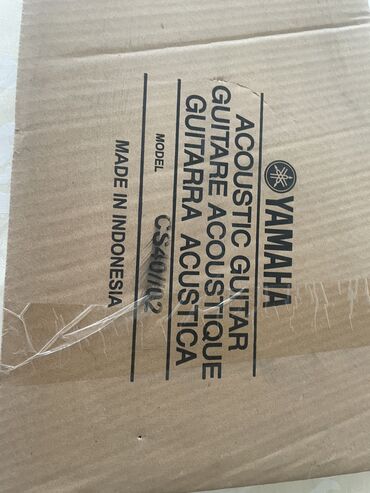 YAMAHA
ACOUSTIC GUITAR
GUITARE ACOUSTIQUE
GUITARRA ACUSTICA
MODEL CS40//02
MADE IN INDONESIA